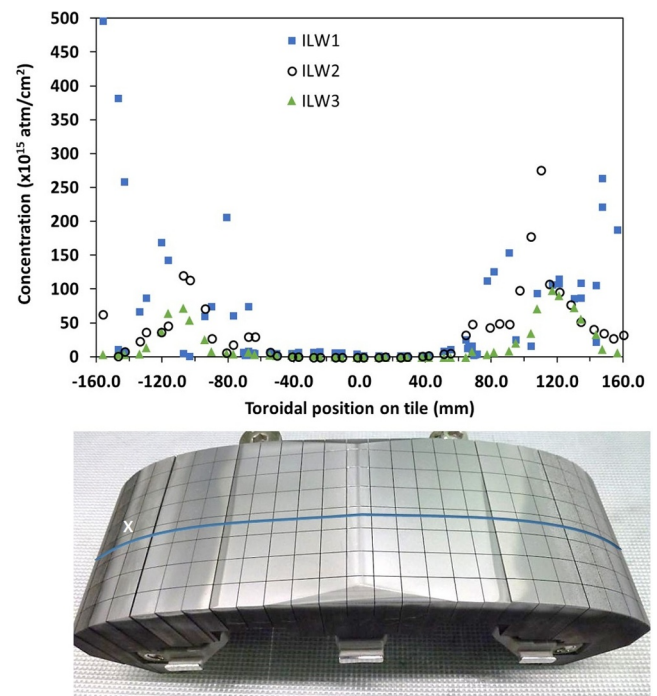 500
450
400
350
300
250
200
150
100
50
0
Concentration (x10¹⁵ atm/cm²)
ILW1
ILW2
ILW3
-160.0 -120.0 -80.0 -40.0 0.0 40.0 80.0 120.0 160.0
Toroidal position on tile (mm)
X